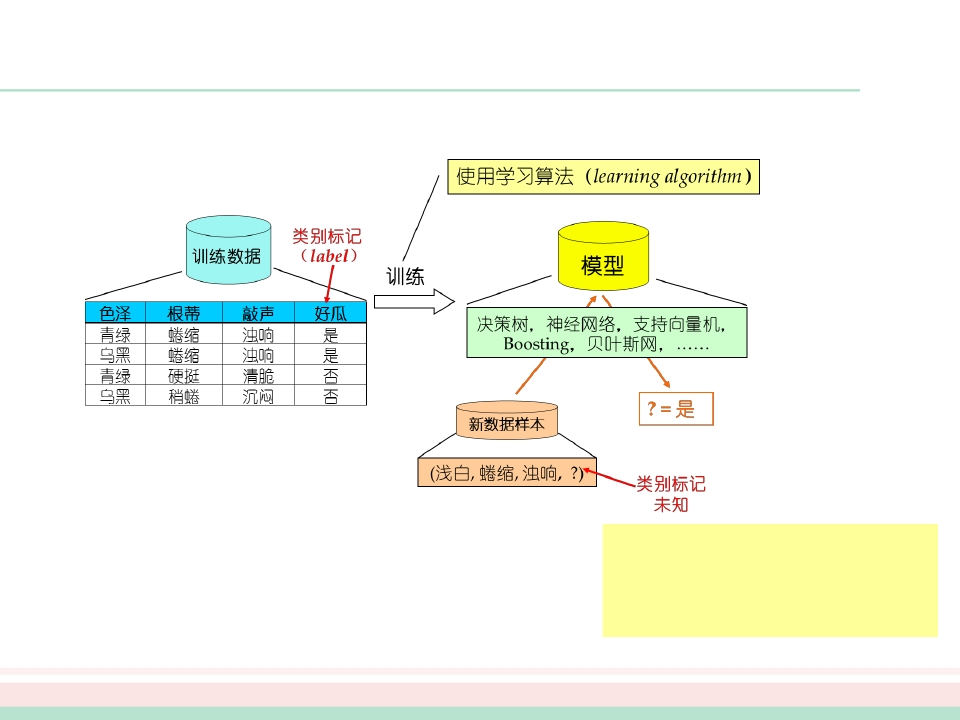 使用学习算法（learning algorithm）
类别标记
（label）
训练数据
训练
模型
色泽 根蒂 敲声 好瓜
青绿 蜷缩 浊响 是
乌黑 蜷缩 浊响 是
青绿 硬挺 清脆 否
乌黑 稍蜷 沉闷 否
决策树，神经网络，支持向量机，
Boosting，贝叶斯网，……
? = 是
新数据样本
(浅白, 蜷缩, 浊响, ?)
类别标记
未知